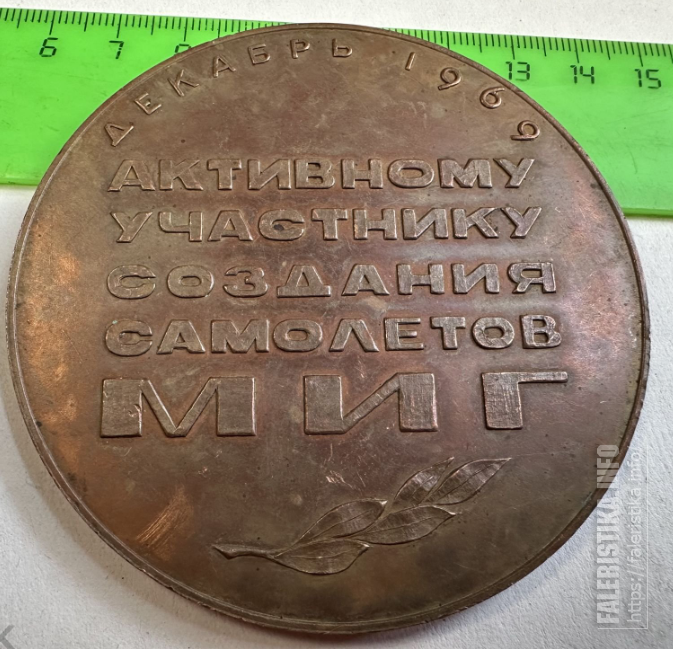 6 7 8 13 14 15
ДЕКАБРЬ 1969
АКТИВНОМУ
УЧАСТНИКУ
СОЗДАНИЯ
САМОЛЕТОВ
МИГ
FALERISTIKA.INFO
https://faleristika.info